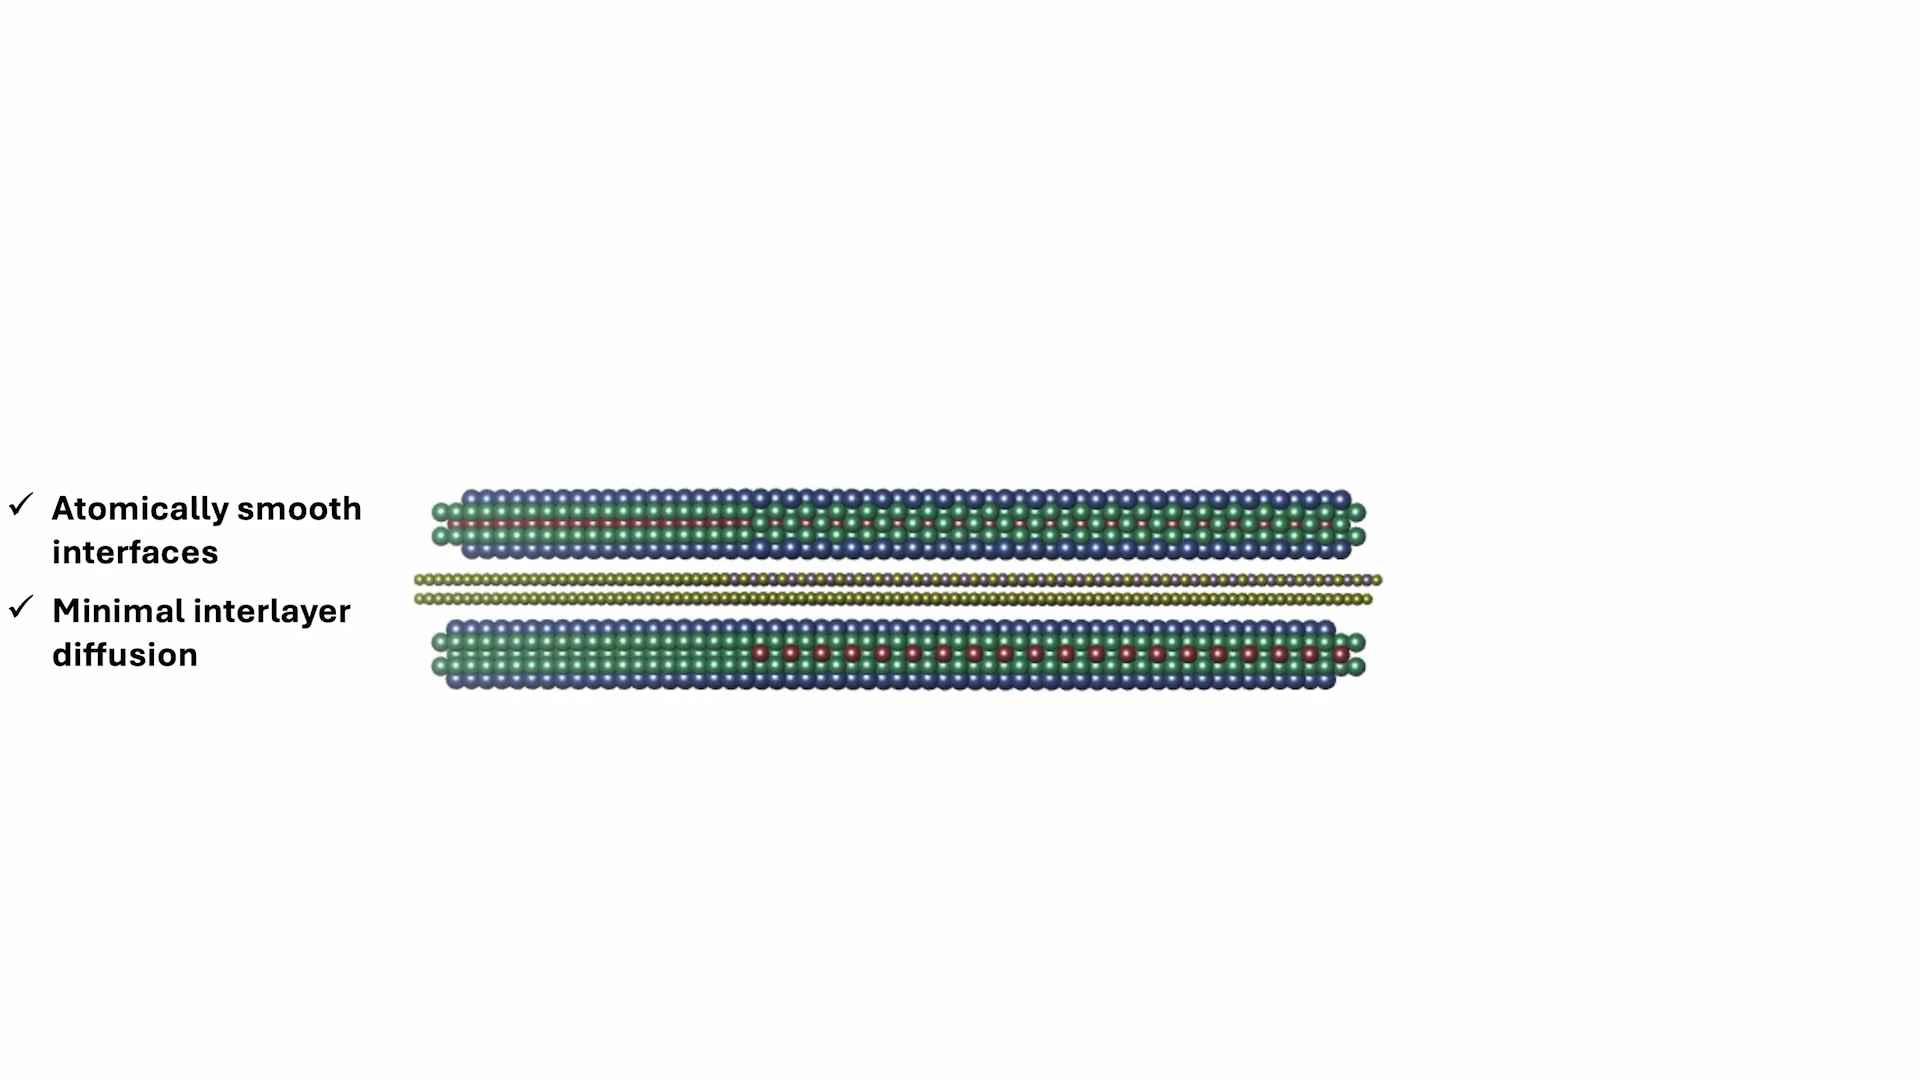 ✓ Atomically smooth
interfaces
✓ Minimal interlayer
diffusion